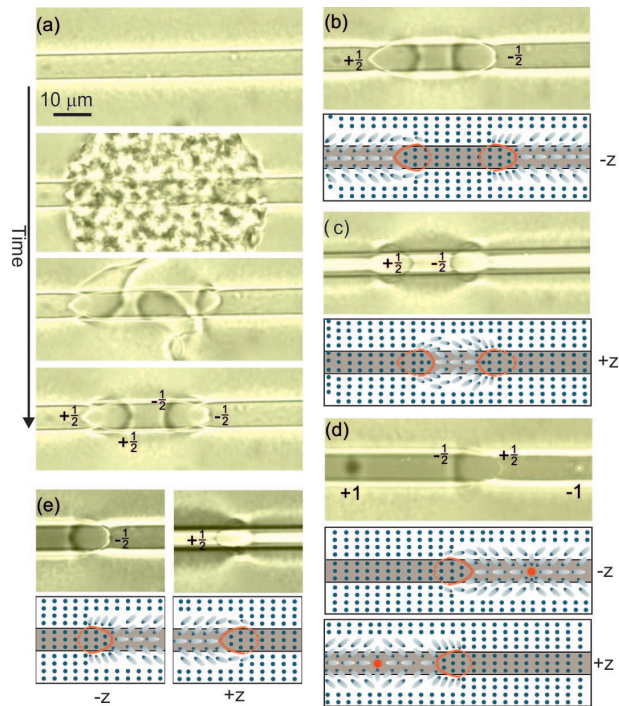 (a)
10 μm
Time
+½
-½
+½
-½
(b)
+½
-½
-z
(c)
+½
-½
+z
(d)
-½
+½
+1
-1
-z
+z
(e)
-½
+½
-z
+z